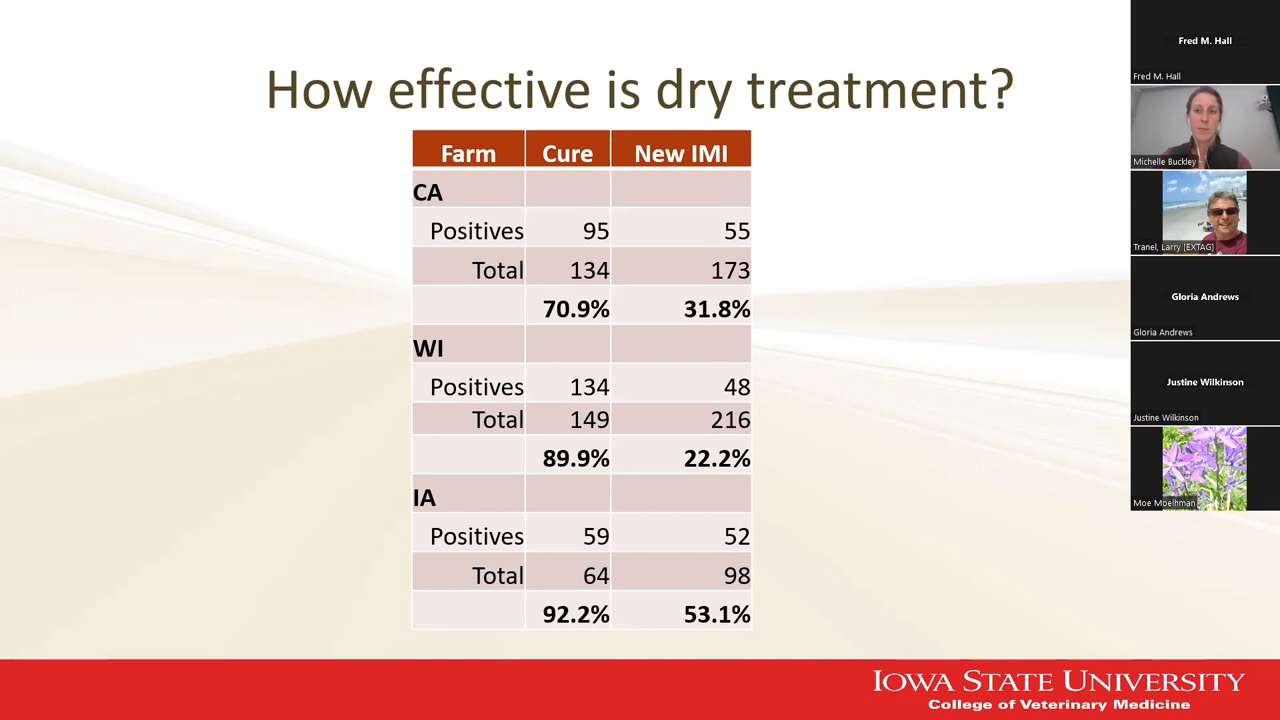 How effective is dry treatment?
Farm Cure New IMI
CA
Positives 95 55
Total 134 173
70.9% 31.8%
WI
Positives 134 48
Total 149 216
89.9% 22.2%
IA
Positives 59 52
Total 64 98
92.2% 53.1%
IOWA STATE UNIVERSITY
College of Veterinary Medicine
Fred M. Hall
Fred M. Hall
Michelle Buckley
Tranel, Larry [EXTAG]
Gloria Andrews
Gloria Andrews
Justine Wilkinson
Justine Wilkinson
Moe Moelhman